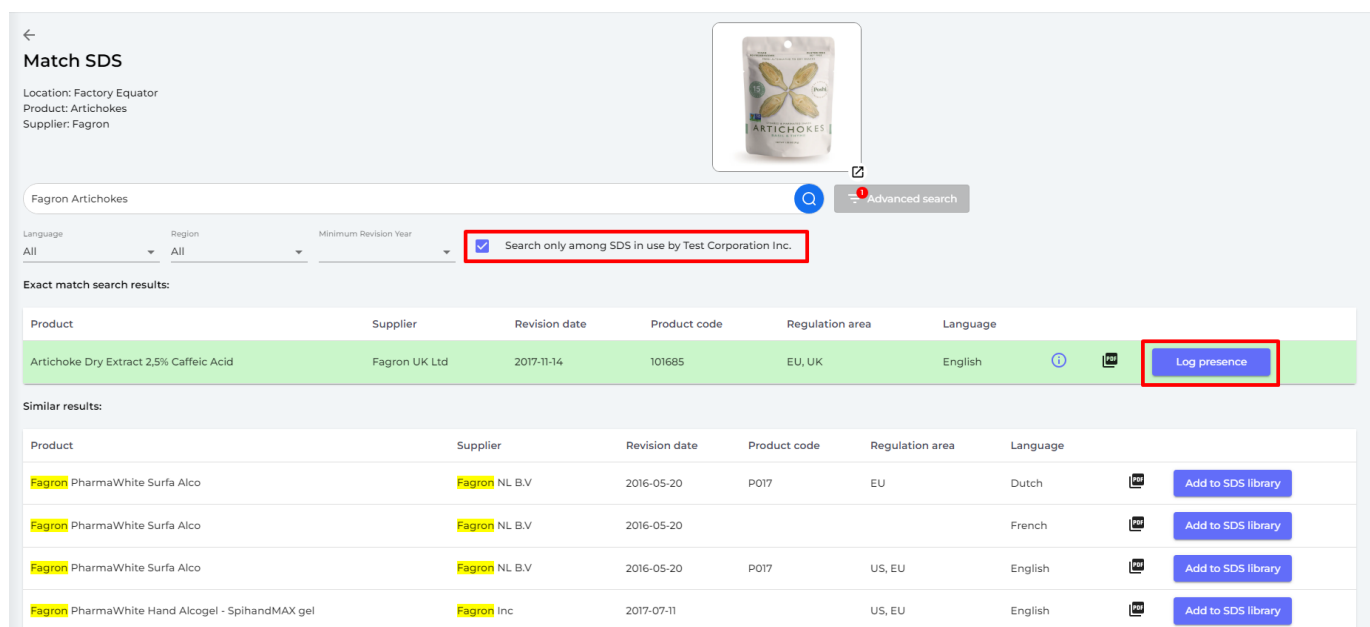 Match SDS
Location: Factory Equator
Product: Artichokes
Supplier: Fagron
15
ARTICHOKES
Fagron Artichokes
1
Advanced search
Language
Region
Minimum Revision Year
All
All
Search only among SDS in use by Test Corporation Inc.
Exact match search results:
Product Supplier Revision date Product code Regulation area Language
Artichoke Dry Extract 2,5% Caffeic Acid Fagron UK Ltd 2017-11-14 101685 EU, UK English PDF Log presence
Similar results:
Product Supplier Revision date Product code Regulation area Language
Fagron PharmaWhite Surfa Alco Fagron NL B.V 2016-05-20 P017 EU Dutch PDF Add to SDS library
Fagron PharmaWhite Surfa Alco Fagron NL B.V 2016-05-20 French PDF Add to SDS library
Fagron PharmaWhite Surfa Alco Fagron NL B.V 2016-05-20 P017 US, EU English PDF Add to SDS library
Fagron PharmaWhite Hand Alcogel - SpihandMAX gel Fagron Inc 2017-07-11 US, EU English PDF Add to SDS library